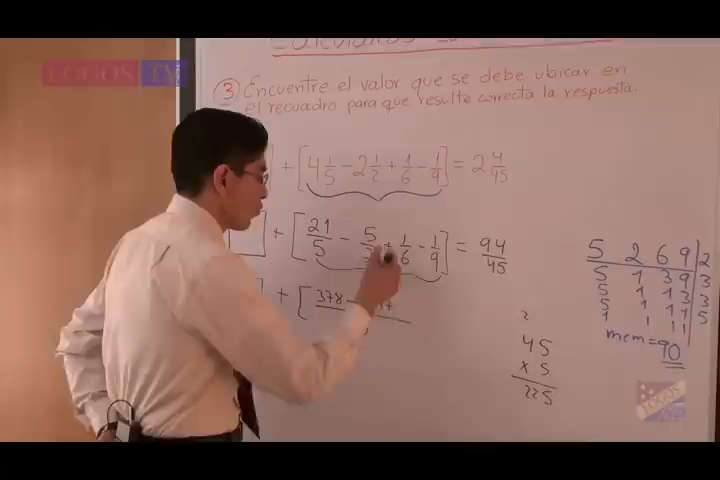 LOGOS TV
3 Encuentre el valor que se debe ubicar en
el recuadro para que resulte correcta la respuesta.
+ [4 1/5 - 2 1/2 + 1/6 - 1/9] = 2 4/45
+ [21/5 - 5/ + 1/6 - 1/9] = 94/45
+ [378 -
5 2 6 9 | 2
5 1 3 9 | 3
5 1 1 3 | 3
5 1 1 1 | 5
1 1 1 1
mcm = 90
2
45
x 5
225
LOGOS